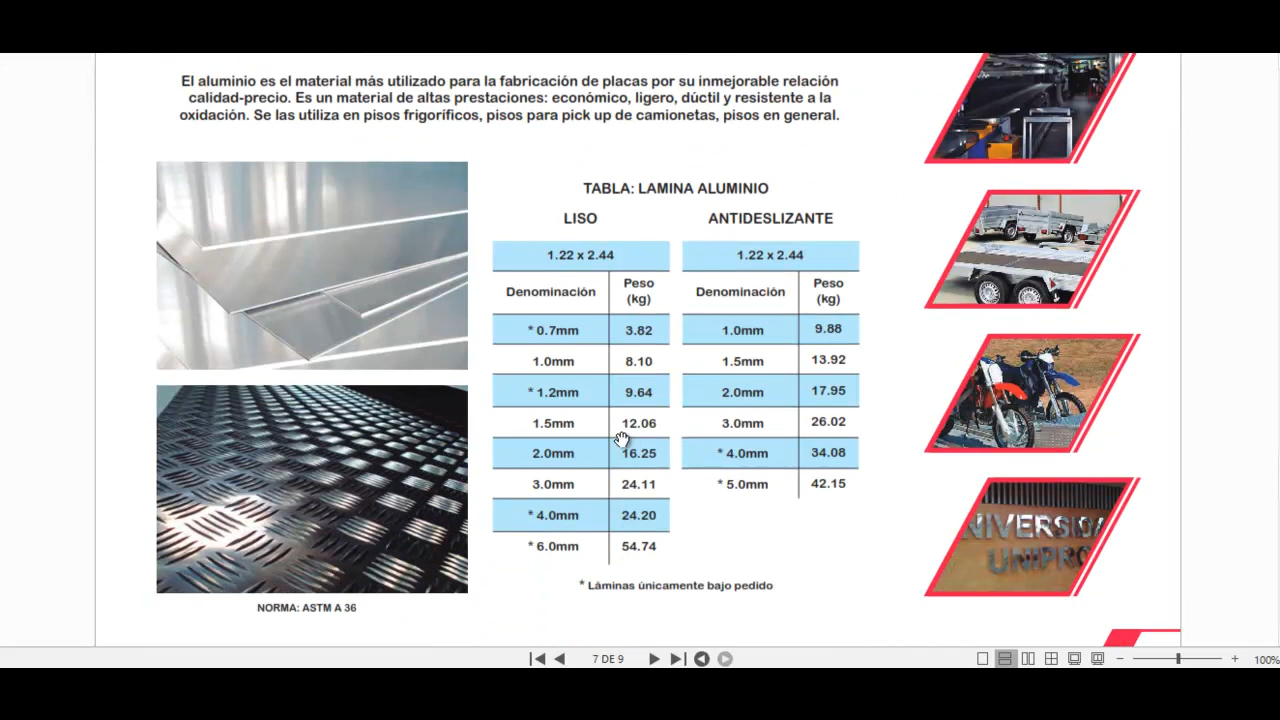 El aluminio es el material más utilizado para la fabricación de placas por su inmejorable relación
calidad-precio. Es un material de altas prestaciones: económico, ligero, dúctil y resistente a la
oxidación. Se las utiliza en pisos frigoríficos, pisos para pick up de camionetas, pisos en general.
TABLA: LAMINA ALUMINIO
LISO
1.22 x 2.44
Denominación Peso (kg)
* 0.7mm 3.82
1.0mm 8.10
* 1.2mm 9.64
1.5mm 12.06
2.0mm 16.25
3.0mm 24.11
* 4.0mm 24.20
* 6.0mm 54.74
ANTIDESLIZANTE
1.22 x 2.44
Denominación Peso (kg)
1.0mm 9.88
1.5mm 13.92
2.0mm 17.95
3.0mm 26.02
* 4.0mm 34.08
* 5.0mm 42.15
* Láminas únicamente bajo pedido
NORMA: ASTM A 36
NIVERSIDA
UNIPRO
7 DE 9
100%